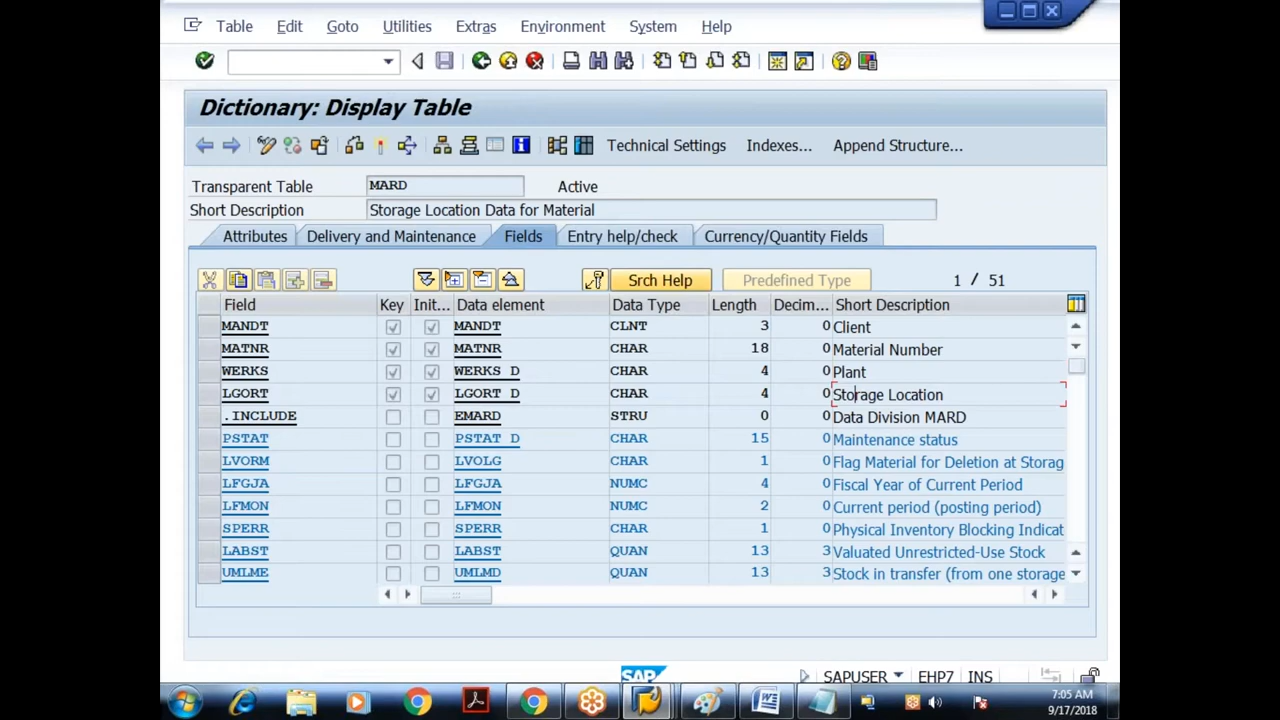 Table Edit Goto Utilities Extras Environment System Help
Dictionary: Display Table
Technical Settings Indexes... Append Structure...
Transparent Table MARD Active
Short Description Storage Location Data for Material
Attributes Delivery and Maintenance Fields Entry help/check Currency/Quantity Fields
Srch Help Predefined Type 1 / 51
Field Key Init... Data element Data Type Length Decim... Short Description
MANDT MANDT CLNT 3 0 Client
MATNR MATNR CHAR 18 0 Material Number
WERKS WERKS_D CHAR 4 0 Plant
LGORT LGORT_D CHAR 4 0 Storage Location
.INCLUDE EMARD STRU 0 0 Data Division MARD
PSTAT PSTAT_D CHAR 15 0 Maintenance status
LVORM LVOLG CHAR 1 0 Flag Material for Deletion at Storag
LFGJA LFGJA NUMC 4 0 Fiscal Year of Current Period
LFMON LFMON NUMC 2 0 Current period (posting period)
SPERR SPERR CHAR 1 0 Physical Inventory Blocking Indicat
LABST LABST QUAN 13 3 Valuated Unrestricted-Use Stock
UMLME UMLMD QUAN 13 3 Stock in transfer (from one storage
SAP
SAPUSER EHP7 INS
7:05 AM
9/17/2018